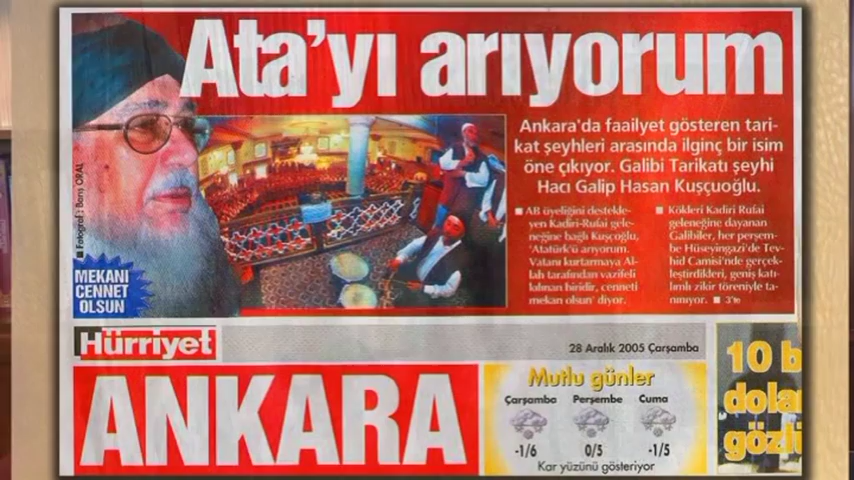 Ata'yı arıyorum
Ankara'da faaliyet gösteren tari-
kat şeyhleri arasında ilginç bir isim
öne çıkıyor. Galibi Tarikatı şeyhi
Hacı Galip Hasan Kuşçuoğlu.
■ AB üyeliğini destekle-
yen Kadiri-Rufai gele-
neğine bağlı Kuşçuoğlu,
'Atatürk'ü arıyorum.
Vatanı kurtarmaya Al-
lah tarafından vazifeli
kılınan biridir, cenneti
mekan olsun' diyor.
■ Kökleri Kadiri Rufai
geleneğine dayanan
Galibiler, her perşem-
be Hüseyingazi'de Tev-
hid Camisi'nde gerçek-
leştirdikleri, geniş katı-
lımlı zikir töreniyle ta-
nınıyor. ■ 3'te
■ Fotoğraf: Barış ORAL
MEKANI
CENNET
OLSUN
Hürriyet
28 Aralık 2005 Çarşamba
ANKARA
Mutlu günler
Çarşamba Perşembe Cuma
-1/6 0/5 -1/5
Kar yüzünü gösteriyor
10 b
dola
gözlü